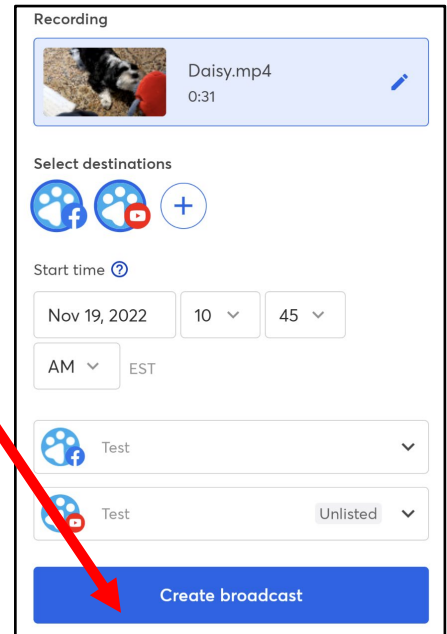 Recording
Daisy.mp4
0:31
Select destinations
Start time
Nov 19, 2022 10 45
AM EST
Test
Test Unlisted
Create broadcast